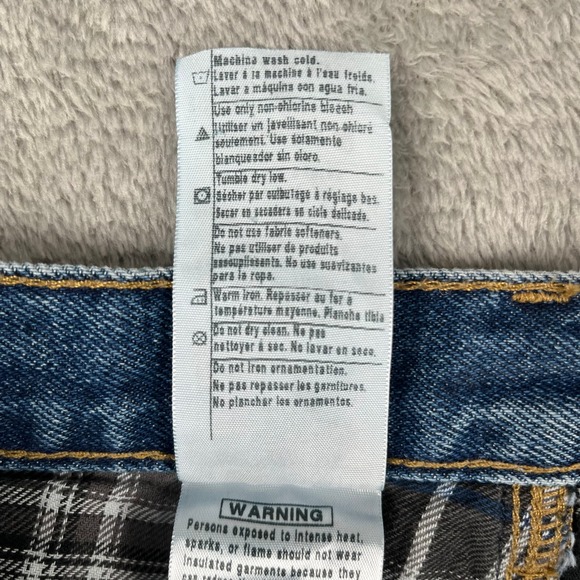 Machine wash cold.
Laver à la machine à l'eau froide.
Lavar a máquina con agua fria.
Use only non-chlorine bleach
Utiliser un javellisant non chloré
seulement. Use solamente
blanqueador sin cloro.
Tumble dry low.
Sécher par culbutage à réglage bas.
Secar en secadora en ciclo delicado.
Do not use fabric softeners.
Ne pas utiliser de produits
assouplissants. No use suavizantes
para la ropa.
Warm iron. Repasser au fer a
température moyenne. Plancha tibia
Do not dry clean. Ne pas
nettoyer à sec. No lavar en seco.
Do not iron ornamentation.
Ne pas repasser les garnitures.
No planchar los ornamentos.
WARNING
Persons exposed to intense heat,
sparks, or flame should not wear
insulated garments because they